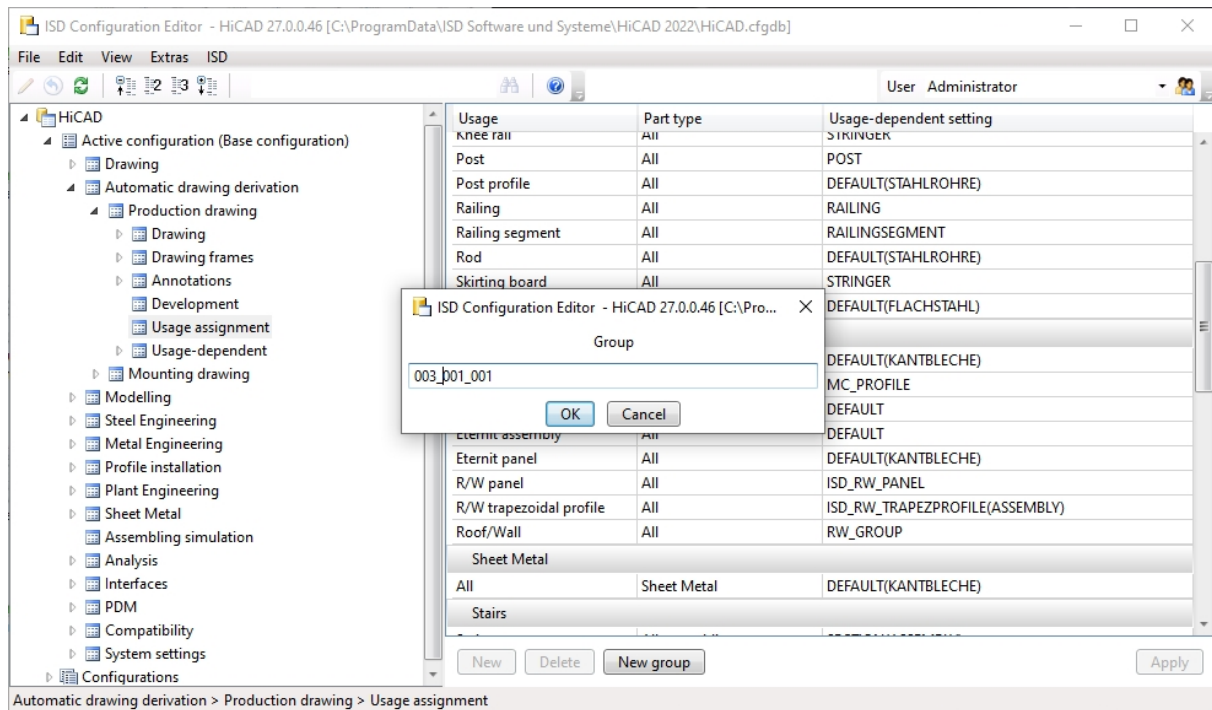 ISD Configuration Editor - HiCAD 27.0.0.46 [C:\ProgramData\ISD Software und Systeme\HiCAD 2022\HiCAD.cfgdb]
File Edit View Extras ISD
User Administrator
HiCAD
Active configuration (Base configuration)
Drawing
Automatic drawing derivation
Production drawing
Drawing
Drawing frames
Annotations
Development
Usage assignment
Usage-dependent
Mounting drawing
Modelling
Steel Engineering
Metal Engineering
Profile installation
Plant Engineering
Sheet Metal
Assembling simulation
Analysis
Interfaces
PDM
Compatibility
System settings
Configurations
Usage Part type Usage-dependent setting
Knee rail All STRINGER
Post All POST
Post profile All DEFAULT(STAHLROHRE)
Railing All RAILING
Railing segment All RAILINGSEGMENT
Rod All DEFAULT(STAHLROHRE)
Skirting board All STRINGER
DEFAULT(FLACHSTAHL)
DEFAULT(KANTBLECHE)
MC_PROFILE
DEFAULT
Eternit assembly All DEFAULT
Eternit panel All DEFAULT(KANTBLECHE)
R/W panel All ISD_RW_PANEL
R/W trapezoidal profile All ISD_RW_TRAPEZPROFILE(ASSEMBLY)
Roof/Wall All RW_GROUP
Sheet Metal
All Sheet Metal DEFAULT(KANTBLECHE)
Stairs
ISD Configuration Editor - HiCAD 27.0.0.46 [C:\Pro...
Group
003_001_001
OK Cancel
New Delete New group Apply
Automatic drawing derivation > Production drawing > Usage assignment